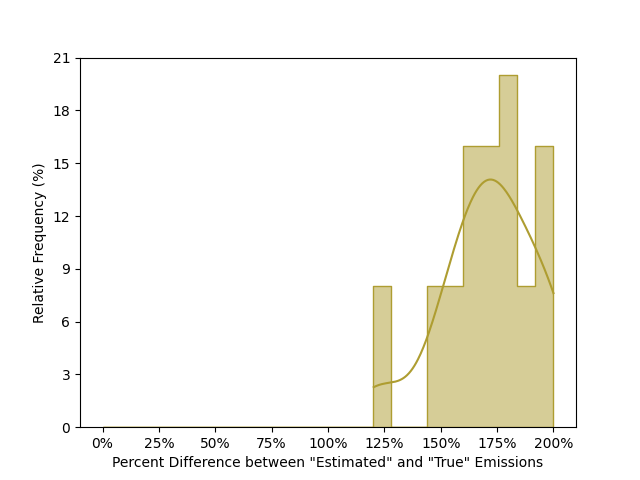 21
18
15
12
9
6
3
0
Relative Frequency (%)
0% 25% 50% 75% 100% 125% 150% 175% 200%
Percent Difference between "Estimated" and "True" Emissions